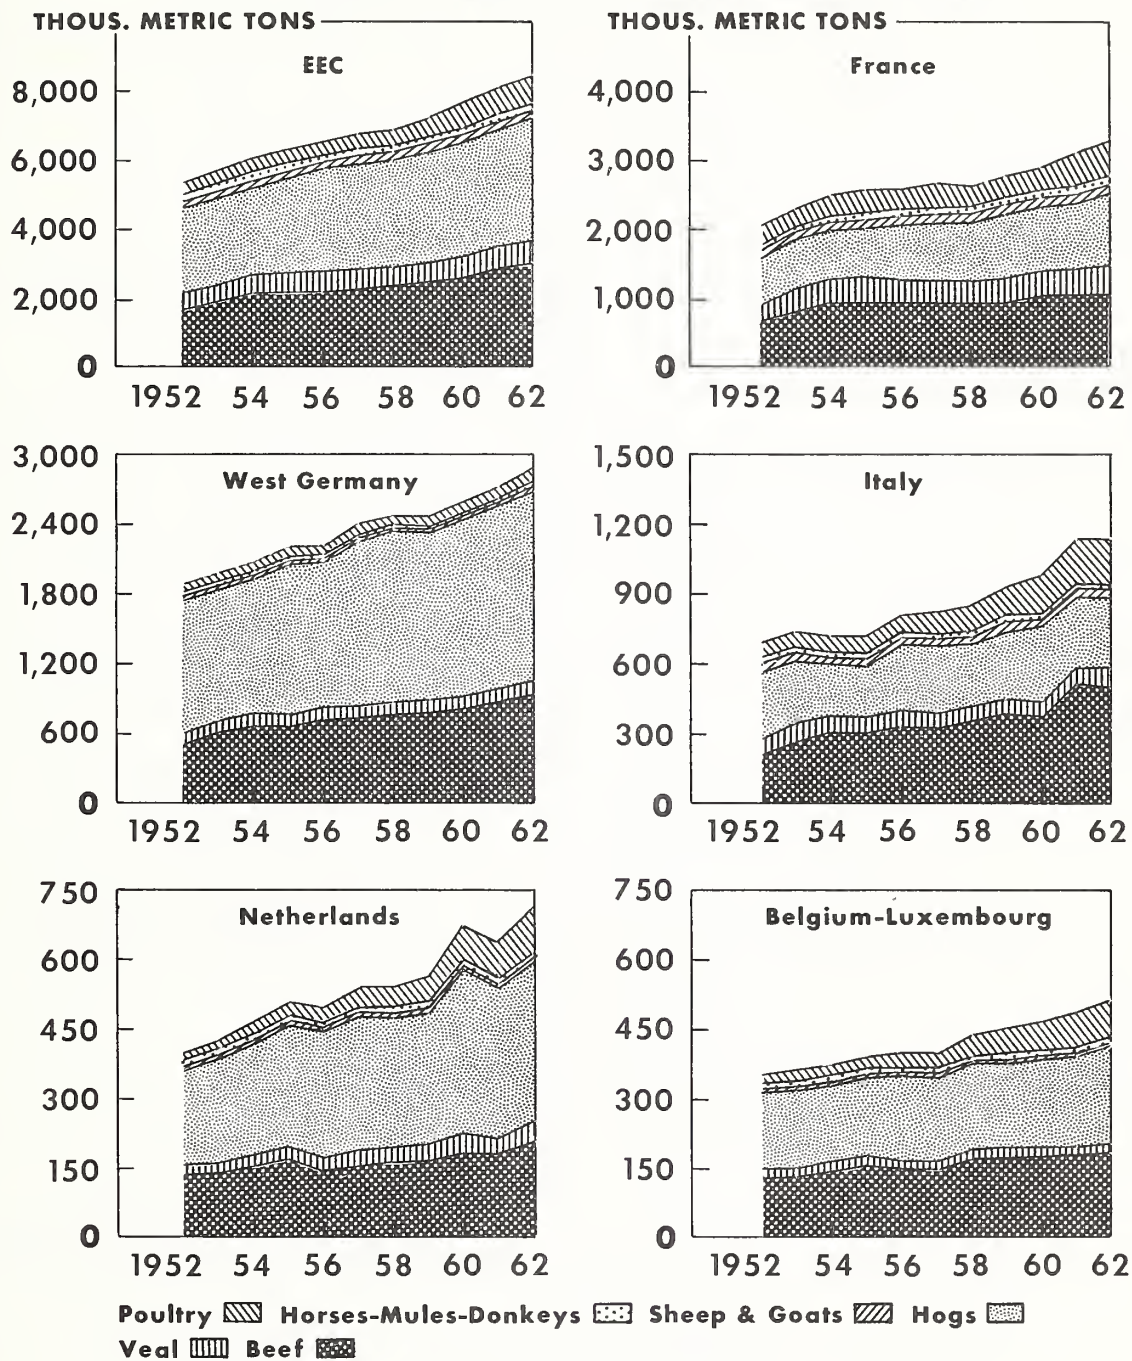 THOUS. METRIC TONS
EEC
8,000
6,000
4,000
2,000
0
1952 54 56 58 60 62
THOUS. METRIC TONS
France
4,000
3,000
2,000
1,000
0
1952 54 56 58 60 62
3,000
West Germany
2,400
1,800
1,200
600
0
1952 54 56 58 60 62
1,500
Italy
1,200
900
600
300
0
1952 54 56 58 60 62
750
Netherlands
600
450
300
150
0
1952 54 56 58 60 62
750
Belgium-Luxembourg
600
450
300
150
0
1952 54 56 58 60 62
Poultry Horses-Mules-Donkeys Sheep & Goats Hogs
Veal Beef